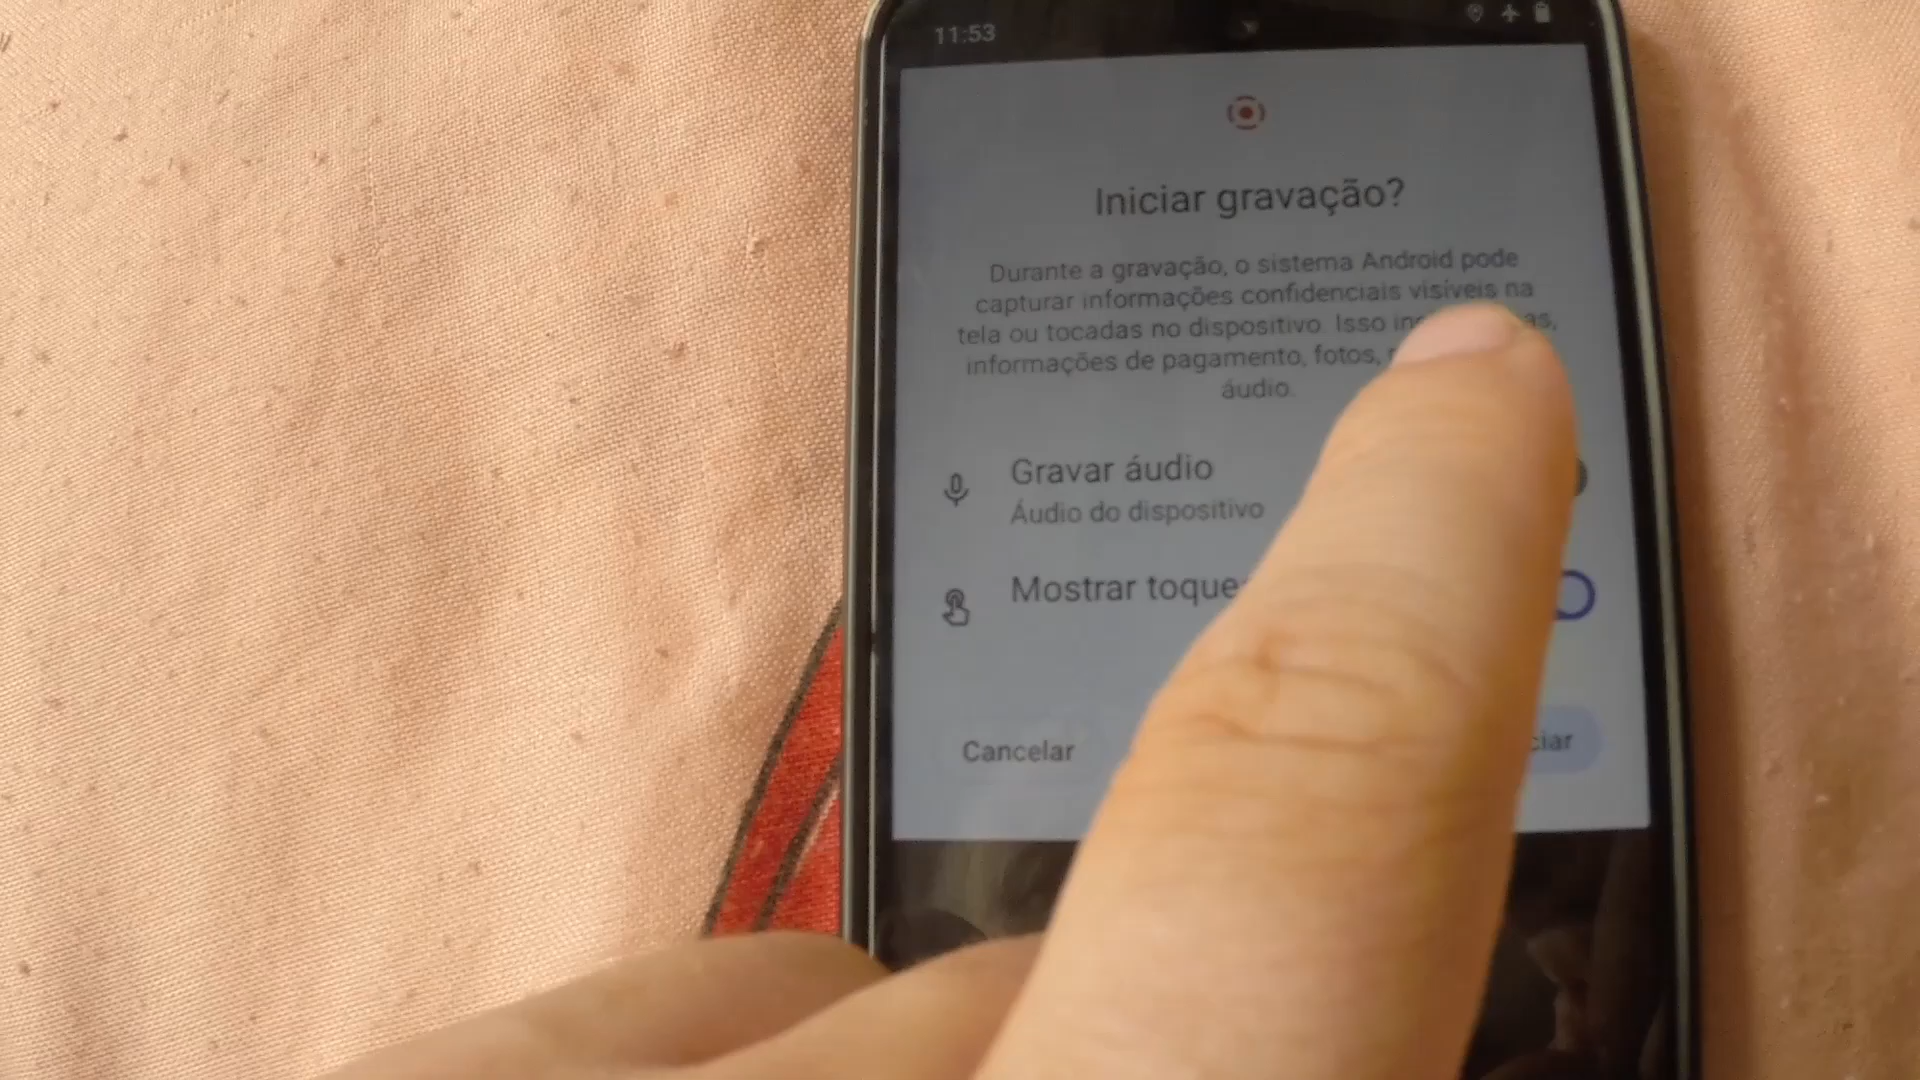 11:53
Iniciar gravação?
Durante a gravação, o sistema Android pode
capturar informações confidenciais visíveis na
tela ou tocadas no dispositivo. Isso
informações de pagamento, fotos,
áudio.
Gravar áudio
Áudio do dispositivo
Mostrar toque
Cancelar